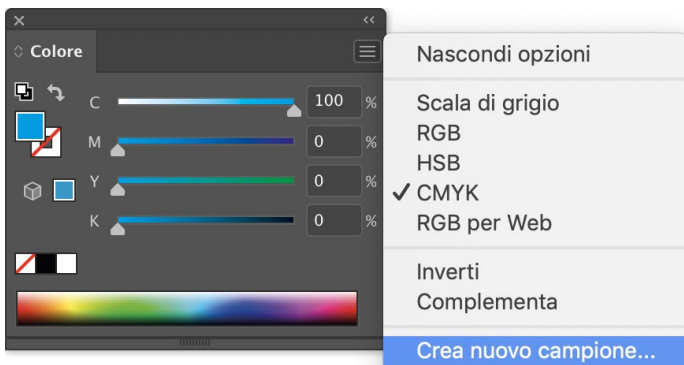 Colore
C 100 %
M 0 %
Y 0 %
K 0 %
Nascondi opzioni
Scala di grigio
RGB
HSB
✓ CMYK
RGB per Web
Inverti
Complementa
Crea nuovo campione...